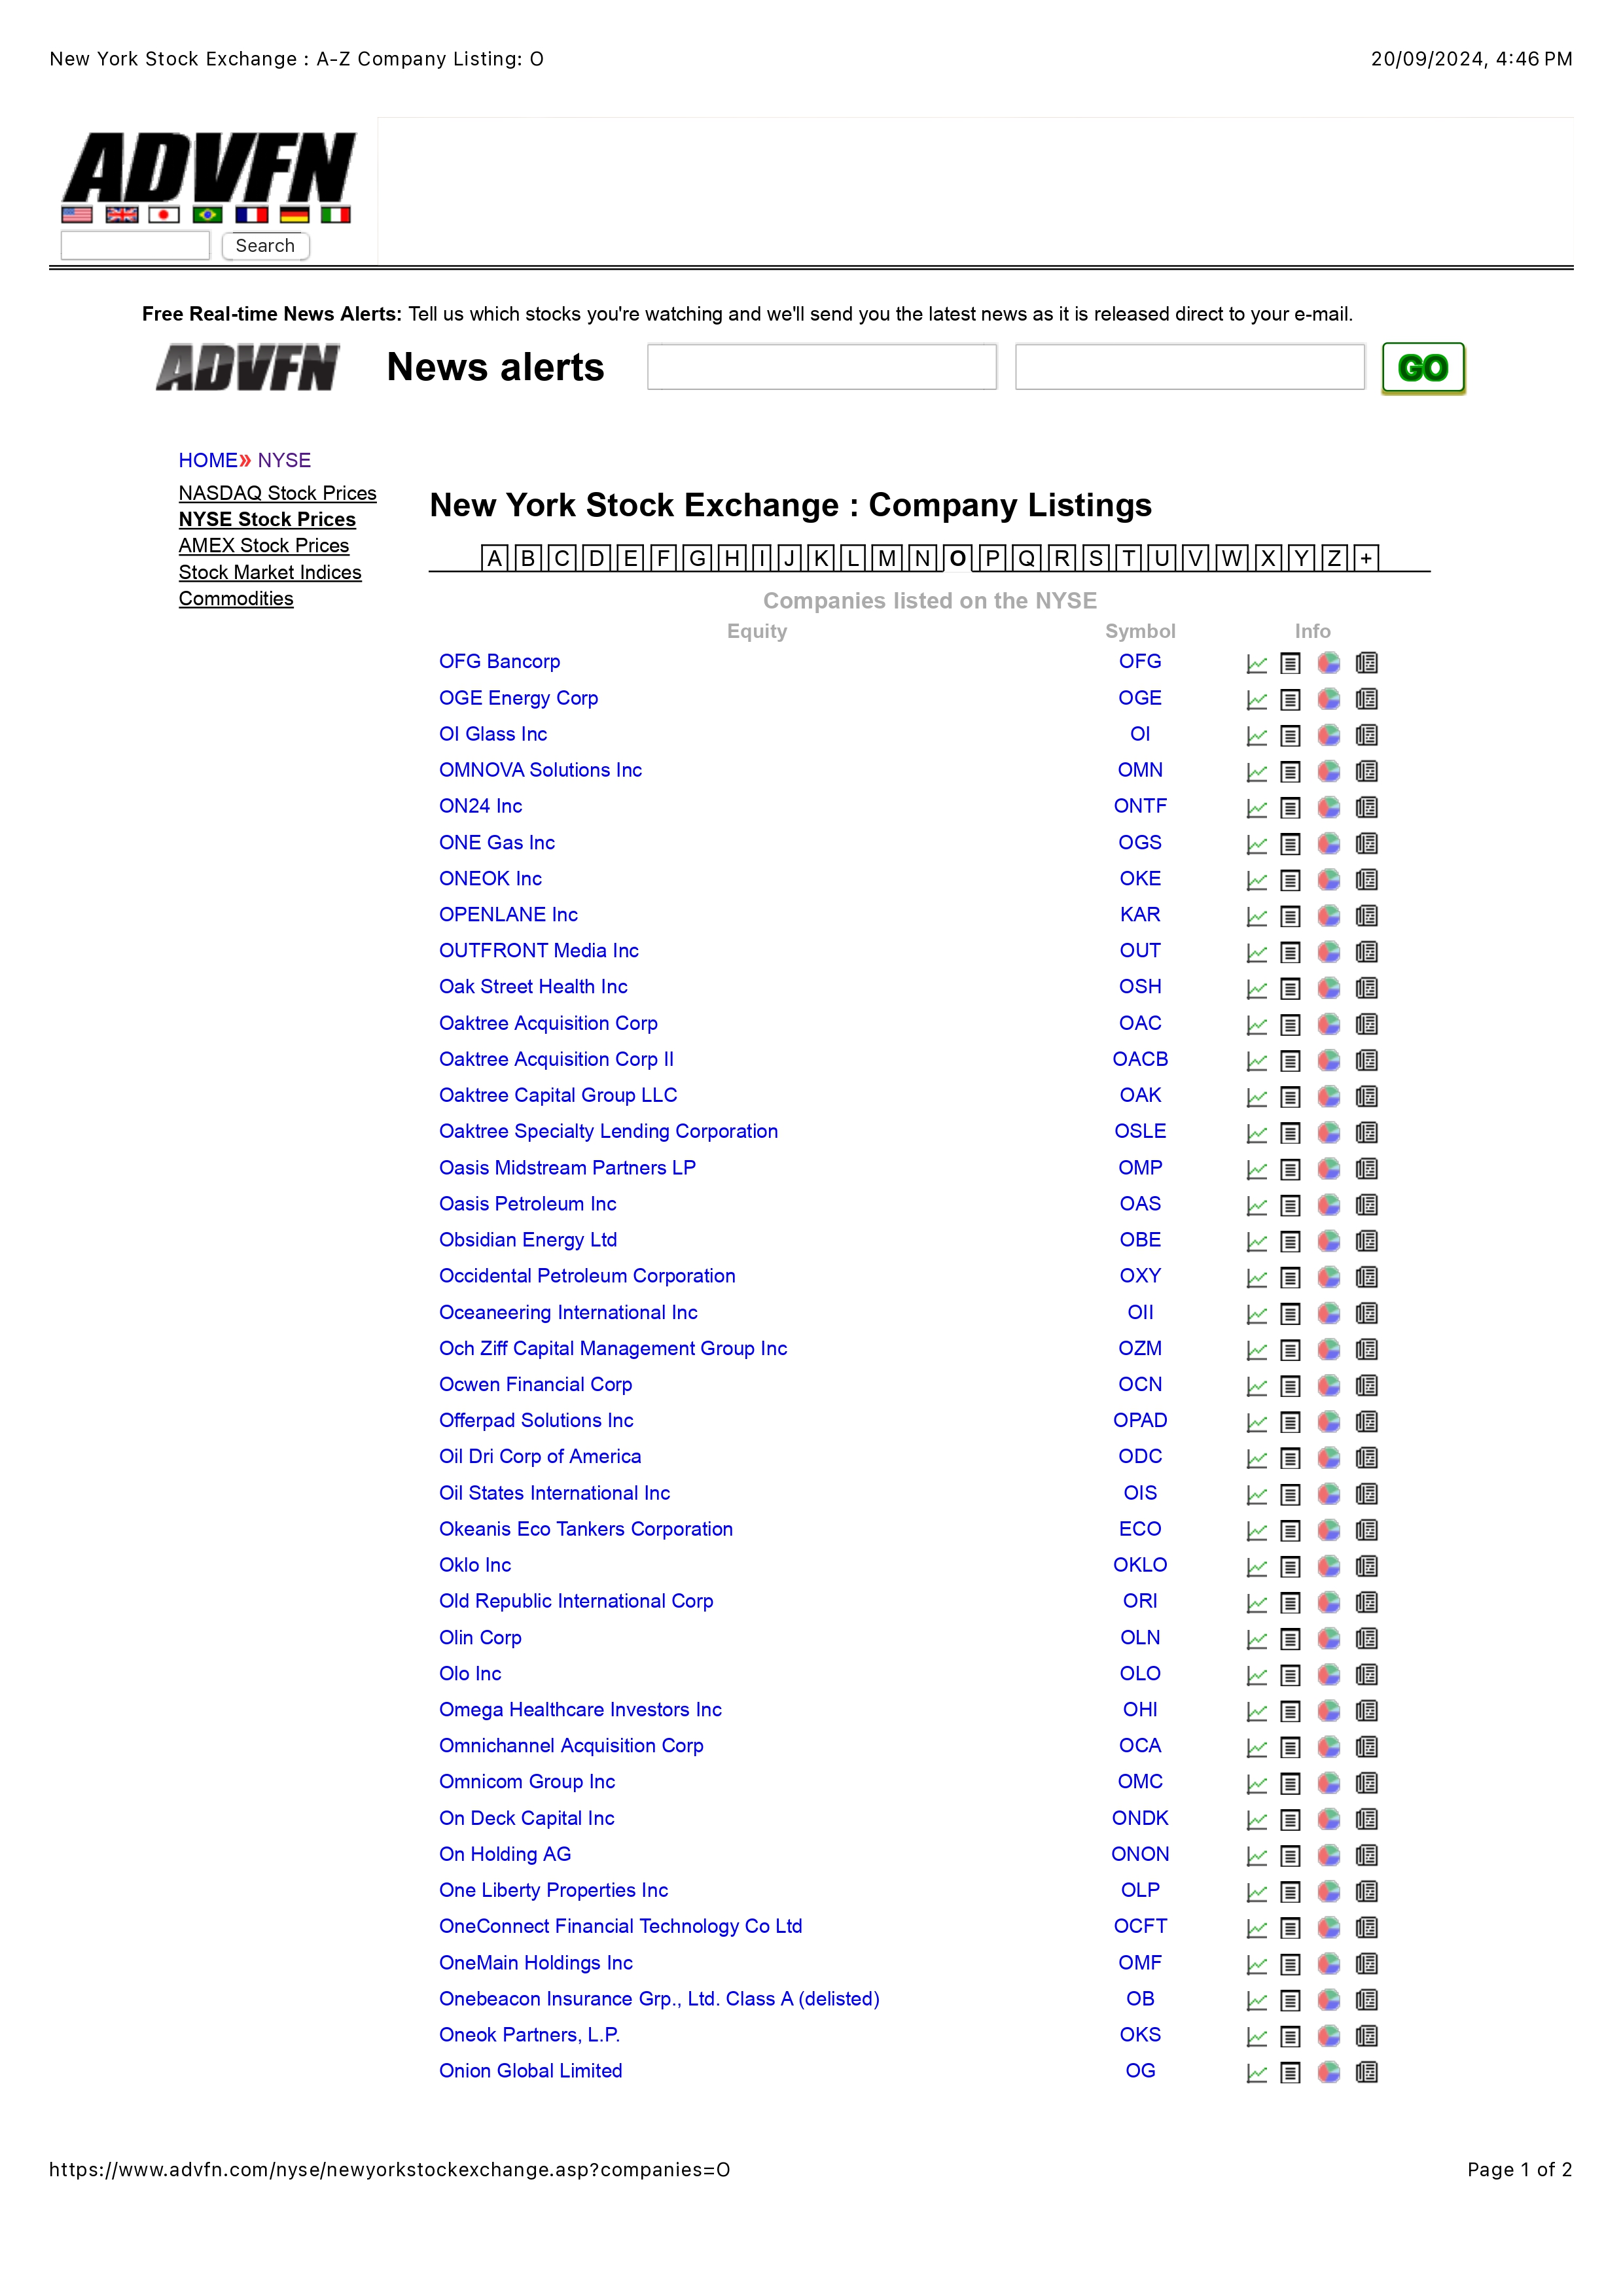 New York Stock Exchange : A-Z Company Listing: O 20/09/2024, 4:46 PM
ADVFN
Search
Free Real-time News Alerts: Tell us which stocks you're watching and we'll send you the latest news as it is released direct to your e-mail.
ADVFN News alerts GO
HOME» NYSE
NASDAQ Stock Prices
NYSE Stock Prices
AMEX Stock Prices
Stock Market Indices
Commodities
New York Stock Exchange : Company Listings
A B C D E F G H I J K L M N O P Q R S T U V W X Y Z +
Companies listed on the NYSE
Equity Symbol Info
OFG Bancorp OFG
OGE Energy Corp OGE
OI Glass Inc OI
OMNOVA Solutions Inc OMN
ON24 Inc ONTF
ONE Gas Inc OGS
ONEOK Inc OKE
OPENLANE Inc KAR
OUTFRONT Media Inc OUT
Oak Street Health Inc OSH
Oaktree Acquisition Corp OAC
Oaktree Acquisition Corp II OACB
Oaktree Capital Group LLC OAK
Oaktree Specialty Lending Corporation OSLE
Oasis Midstream Partners LP OMP
Oasis Petroleum Inc OAS
Obsidian Energy Ltd OBE
Occidental Petroleum Corporation OXY
Oceaneering International Inc OII
Och Ziff Capital Management Group Inc OZM
Ocwen Financial Corp OCN
Offerpad Solutions Inc OPAD
Oil Dri Corp of America ODC
Oil States International Inc OIS
Okeanis Eco Tankers Corporation ECO
Oklo Inc OKLO
Old Republic International Corp ORI
Olin Corp OLN
Olo Inc OLO
Omega Healthcare Investors Inc OHI
Omnichannel Acquisition Corp OCA
Omnicom Group Inc OMC
On Deck Capital Inc ONDK
On Holding AG ONON
One Liberty Properties Inc OLP
OneConnect Financial Technology Co Ltd OCFT
OneMain Holdings Inc OMF
Onebeacon Insurance Grp., Ltd. Class A (delisted) OB
Oneok Partners, L.P. OKS
Onion Global Limited OG
https://www.advfn.com/nyse/newyorkstockexchange.asp?companies=O Page 1 of 2